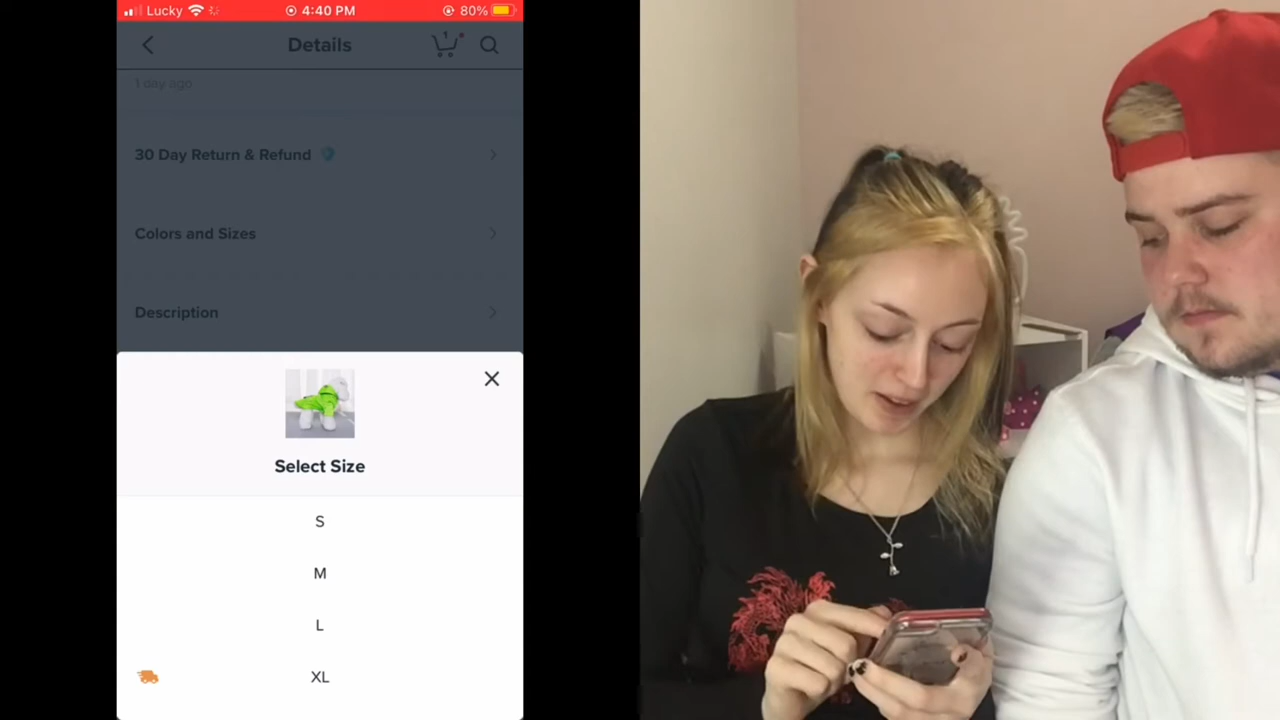 Lucky 4:40 PM 80%
Details 1
1 day ago
30 Day Return & Refund
Colors and Sizes
Description
Select Size
S
M
L
XL